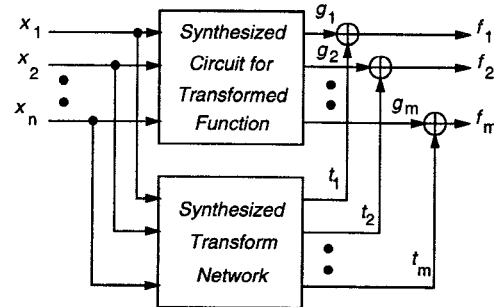 x1
x2
xn
Synthesized
Circuit for
Transformed
Function
g1
g2
gm
f1
f2
fm
Synthesized
Transform
Network
t1
t2
tm